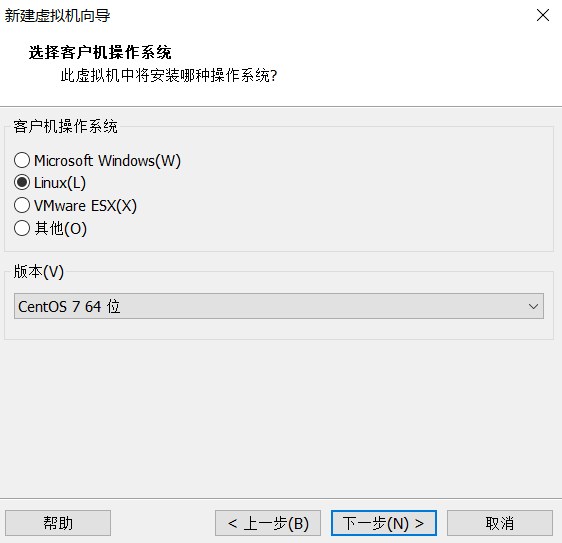 新建虚拟机向导
选择客户机操作系统
此虚拟机中将安装哪种操作系统?
客户机操作系统
Microsoft Windows(W)
Linux(L)
VMware ESX(X)
其他(O)
版本(V)
CentOS 7 64 位
帮助
< 上一步(B)
下一步(N) >
取消